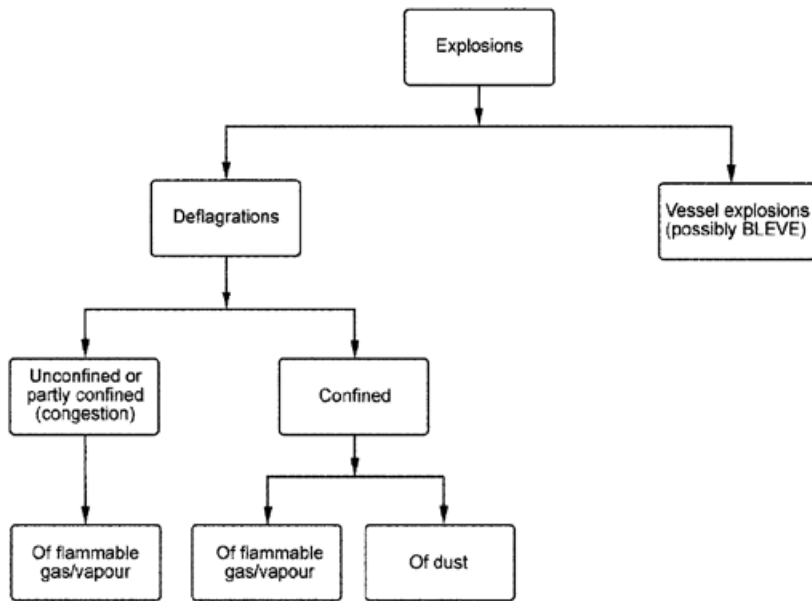 Explosions
Deflagrations
Vessel explosions
(possibly BLEVE)
Unconfined or
partly confined
(congestion)
Confined
Of flammable
gas/vapour
Of flammable
gas/vapour
Of dust